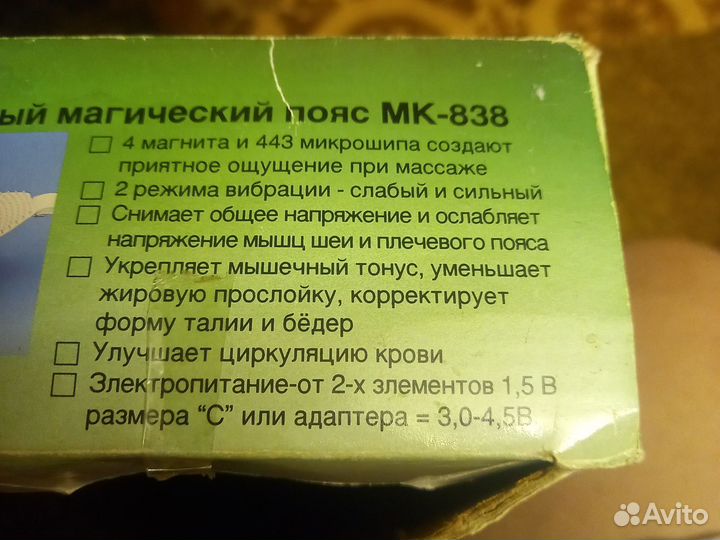 ый магический пояс МК-838
4 магнита и 443 микрошипа создают
приятное ощущение при массаже
2 режима вибрации - слабый и сильный
Снимает общее напряжение и ослабляет
напряжение мышц шеи и плечевого пояса
Укрепляет мышечный тонус, уменьшает
жировую прослойку, корректирует
форму талии и бёдер
Улучшает циркуляцию крови
Злектропитание-от 2-х злементов 1,5 В
размера “С” или адаптера = 3,0-4,5В
Avito